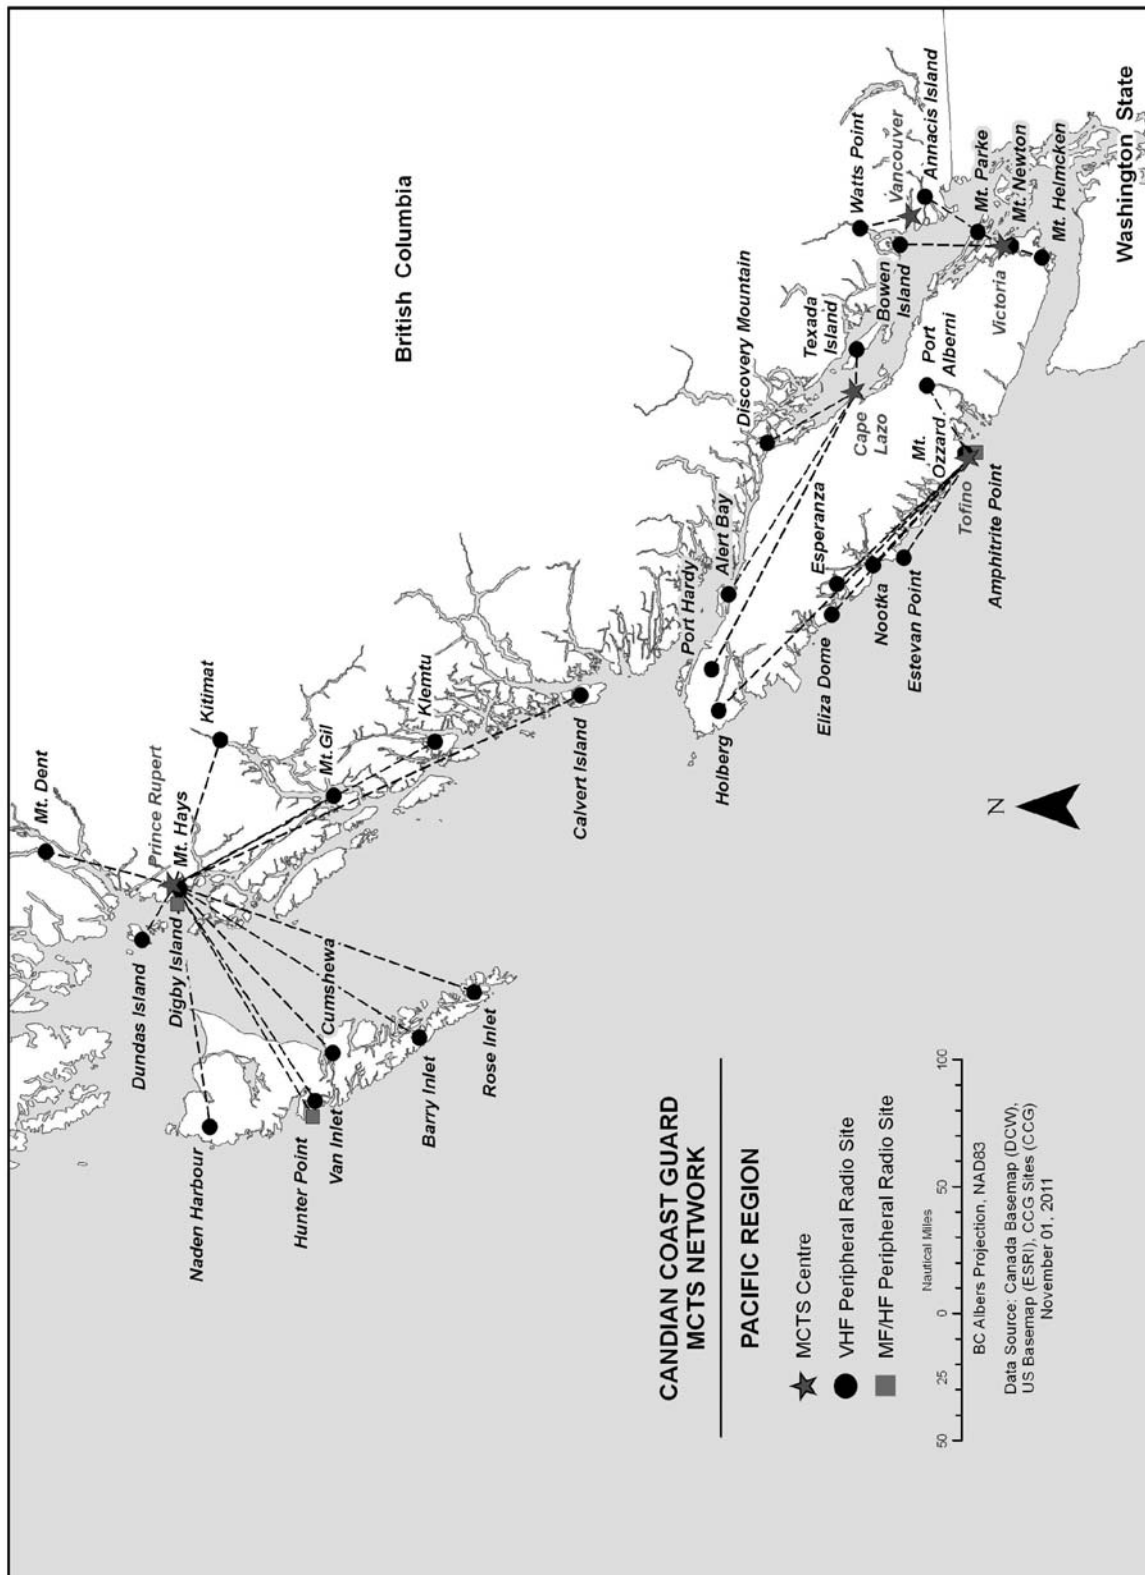 British Columbia
Mt. Dent
Kitimat
Prince Rupert
Mt. Hays
Mt.Gil
Klemtu
Dundas Island
Digby Island
Cumshewa
Naden Harbour
Hunter Point
Van Inlet
Barry Inlet
Rose Inlet
Calvert Island
Port Hardy
Alert Bay
Holberg
Discovery Mountain
Texada
Island
Watts Point
Vancouver
Annacis Island
Bowen
Island
Mt. Parke
Mt. Newton
Mt. Helmcken
Victoria
Port
Alberni
Cape
Lazo
Mt.
Ozzard
Tofino
Amphitrite Point
Esperanza
Eliza Dome
Nootka
Estevan Point
Washington State
N
CANDIAN COAST GUARD
MCTS NETWORK
PACIFIC REGION
MCTS Centre
VHF Peripheral Radio Site
MF/HF Peripheral Radio Site
Nautical Miles
50 25 0 50 100
BC Albers Projection, NAD83
Data Source: Canada Basemap (DCW),
US Basemap (ESRI), CCG Sites (CCG)
November 01, 2011